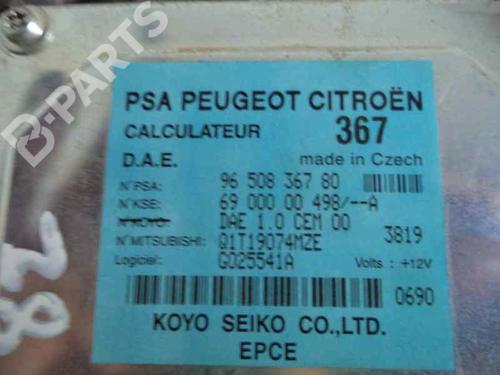 B-PARTS
PSA PEUGEOT CITROËN
CALCULATEUR 367
D.A.E. made in Czech
N°PSA: 96 508 367 80
N°KSE: 69 000 00 498/--A
N°KOYO: DAE 1.0 CEM 00
N°MITSUBISHI: Q1T19074MZE 3819
Logiciel: G025541A Volts : +12V
0690
KOYO SEIKO CO.,LTD.
EPCE